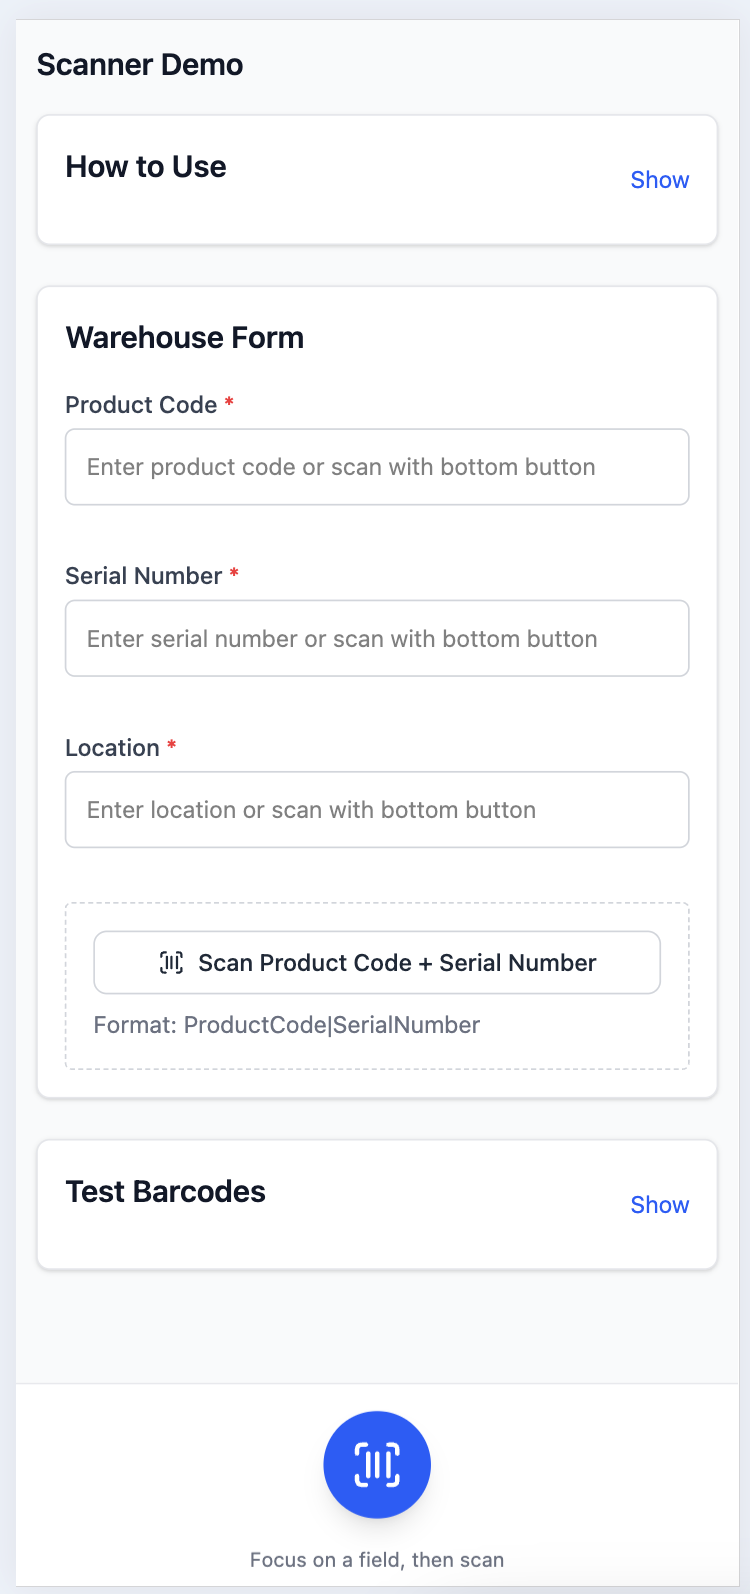 Scanner Demo
How to Use
Show
Warehouse Form
Product Code *
Enter product code or scan with bottom button
Serial Number *
Enter serial number or scan with bottom button
Location *
Enter location or scan with bottom button
Scan Product Code + Serial Number
Format: ProductCode|SerialNumber
Test Barcodes
Show
Focus on a field, then scan